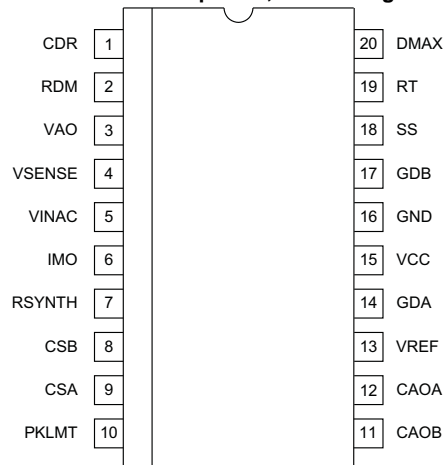 CDR 1 20 DMAX
RDM 2 19 RT
VAO 3 18 SS
VSENSE 4 17 GDB
VINAC 5 16 GND
IMO 6 15 VCC
RSYNTH 7 14 GDA
CSB 8 13 VREF
CSA 9 12 CAOA
PKLMT 10 11 CAOB